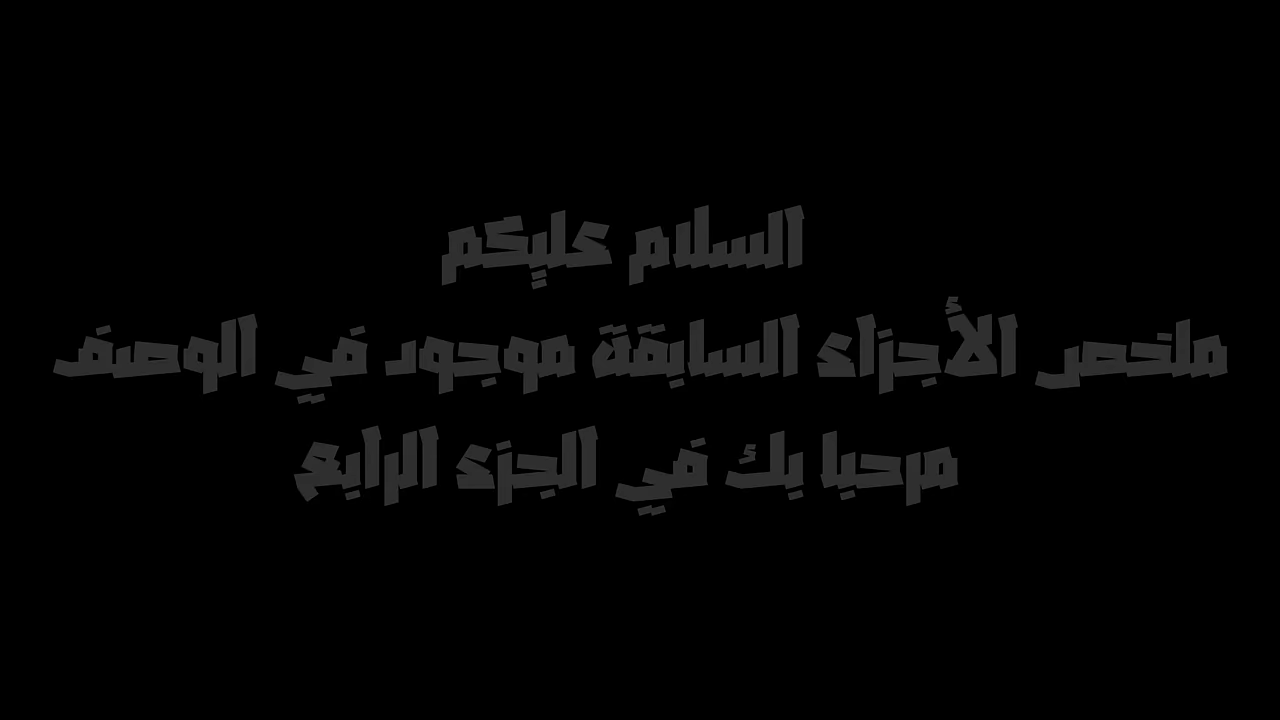 السلام عليكم
ملخص الأجزاء السابقة موجود في الوصف
مرحبا بك في الجزء الرابع